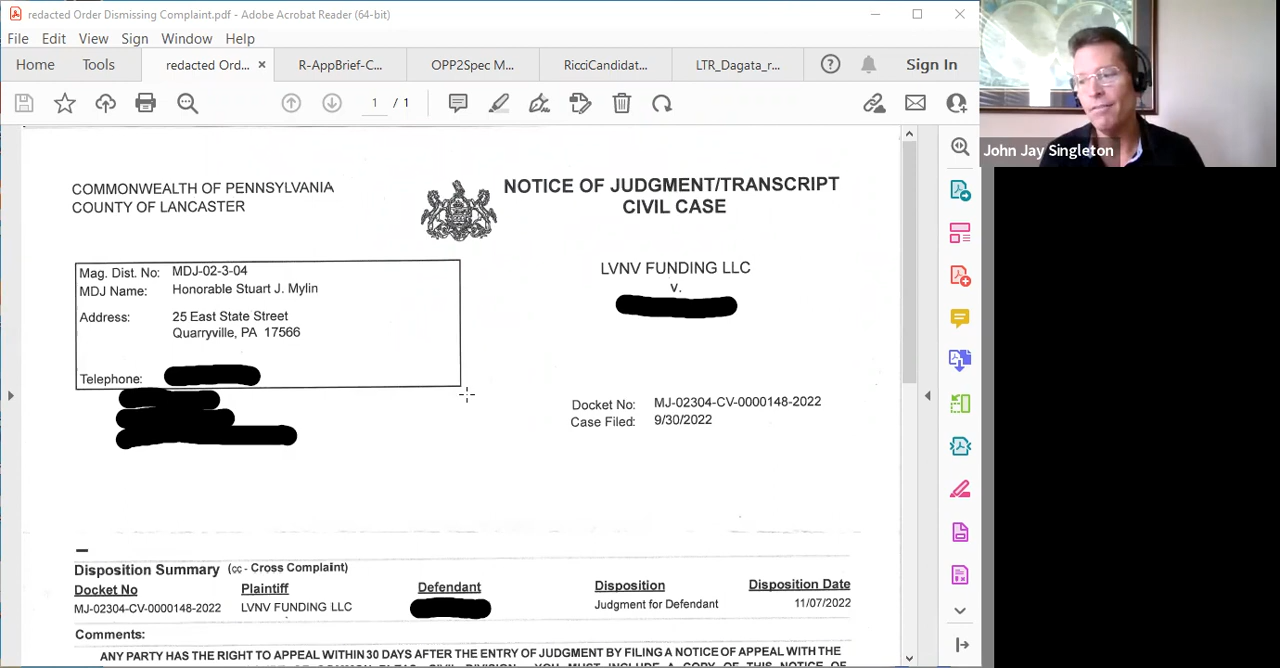 redacted Order Dismissing Complaint.pdf - Adobe Acrobat Reader (64-bit)
File Edit View Sign Window Help
Home Tools redacted Ord... × R-AppBrief-C... OPP2Spec M... RicciCandidat... LTR_Dagata_r... Sign In
1 / 1
John Jay Singleton
COMMONWEALTH OF PENNSYLVANIA
COUNTY OF LANCASTER
NOTICE OF JUDGMENT/TRANSCRIPT
CIVIL CASE
Mag. Dist. No: MDJ-02-3-04
MDJ Name: Honorable Stuart J. Mylin
Address: 25 East State Street
Quarryville, PA 17566
Telephone:
LVNV FUNDING LLC
v.
Docket No: MJ-02304-CV-0000148-2022
Case Filed: 9/30/2022
Disposition Summary (cc - Cross Complaint)
Docket No Plaintiff Defendant Disposition Disposition Date
MJ-02304-CV-0000148-2022 LVNV FUNDING LLC Judgment for Defendant 11/07/2022
Comments:
ANY PARTY HAS THE RIGHT TO APPEAL WITHIN 30 DAYS AFTER THE ENTRY OF JUDGMENT BY FILING A NOTICE OF APPEAL WITH THE